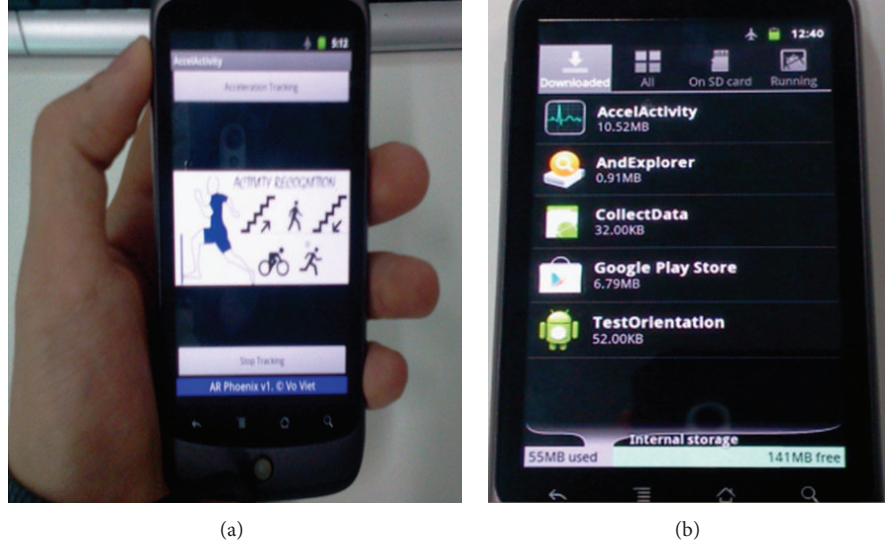 5:12
AccelActivity
Acceleration Tracking
ACTIVITY RECOGNITION
Stop Tracking
AR Phoenix v1. © Vo Viet
(a)
12:40
Downloaded
All
On SD card
Running
AccelActivity
10.52MB
AndExplorer
0.91MB
CollectData
32.00KB
Google Play Store
6.79MB
TestOrientation
52.00KB
Internal storage
55MB used
141MB free
(b)